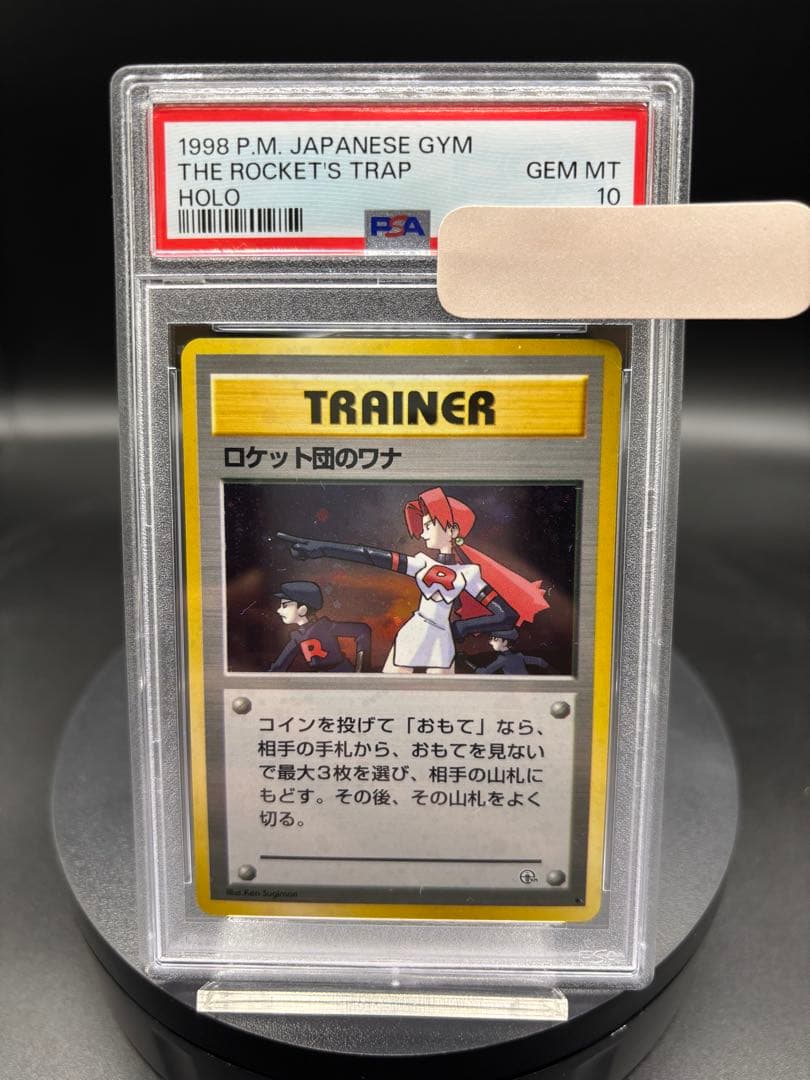 1998 P.M. JAPANESE GYM
THE ROCKET'S TRAP
GEM MT
HOLO
10
PSA
TRAINER
ロケット団のワナ
R
R
コインを投げて「おもて」なら、
相手の手札から、おもてを見ない
で最大3枚を選び、相手の山札に
もどす。その後、その山札をよく
切る。
Illus.Ken Sugimori